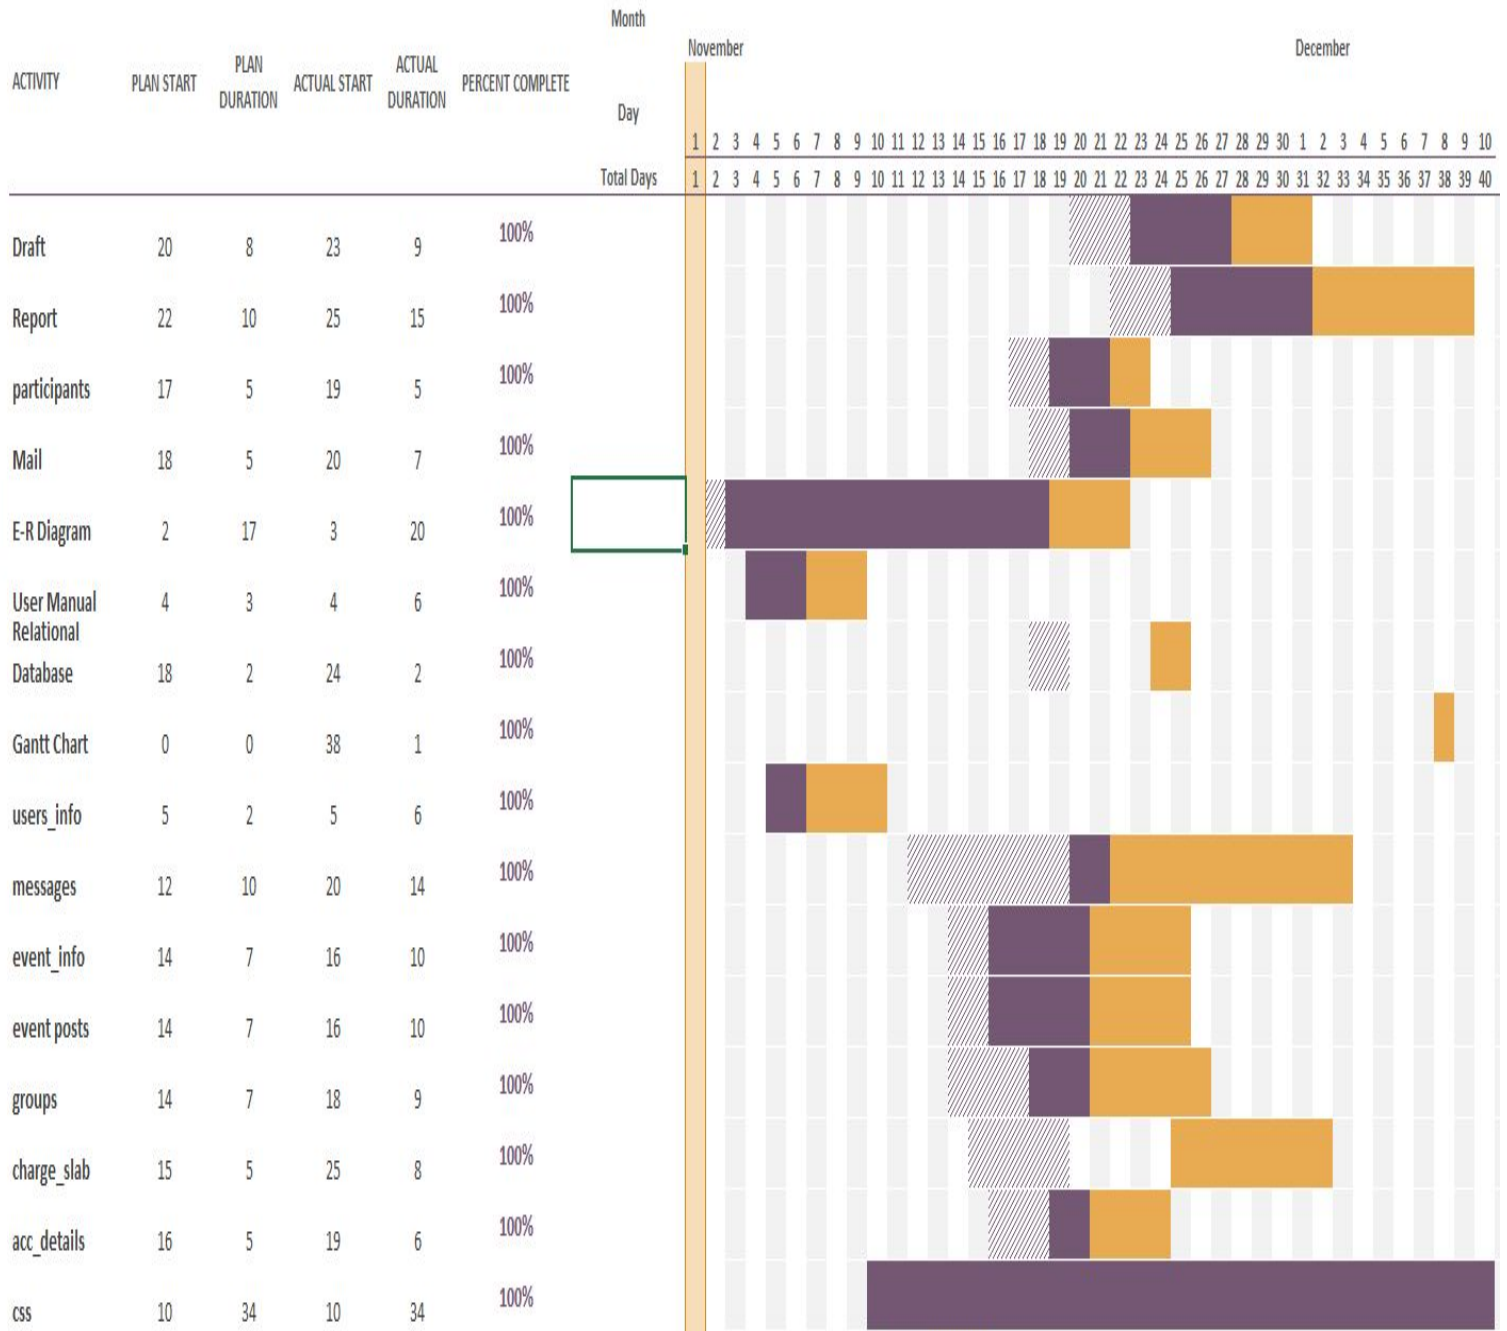 Month
November December
ACTIVITY PLAN START PLAN DURATION ACTUAL START ACTUAL DURATION PERCENT COMPLETE
Day
1 2 3 4 5 6 7 8 9 10 11 12 13 14 15 16 17 18 19 20 21 22 23 24 25 26 27 28 29 30 1 2 3 4 5 6 7 8 9 10
Total Days 1 2 3 4 5 6 7 8 9 10 11 12 13 14 15 16 17 18 19 20 21 22 23 24 25 26 27 28 29 30 31 32 33 34 35 36 37 38 39 40
Draft 20 8 23 9 100%
Report 22 10 25 15 100%
participants 17 5 19 5 100%
Mail 18 5 20 7 100%
E-R Diagram 2 17 3 20 100%
User Manual 4 3 4 6 100%
Relational
Database 18 2 24 2 100%
Gantt Chart 0 0 38 1 100%
users_info 5 2 5 6 100%
messages 12 10 20 14 100%
event_info 14 7 16 10 100%
event posts 14 7 16 10 100%
groups 14 7 18 9 100%
charge_slab 15 5 25 8 100%
acc_details 16 5 19 6 100%
css 10 34 10 34 100%